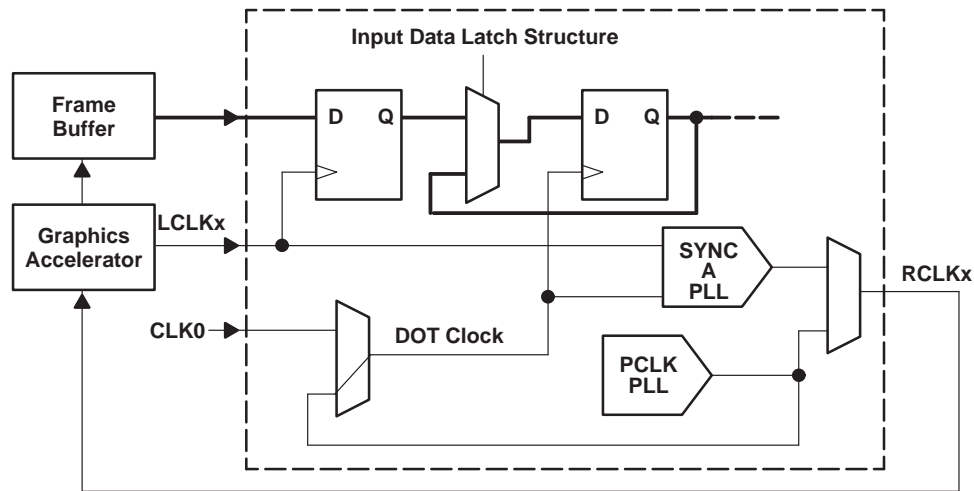 Input Data Latch Structure
Frame
Buffer
D Q
D Q
LCLKx
Graphics
Accelerator
SYNC
A
PLL
RCLKx
CLK0
DOT Clock
PCLK
PLL